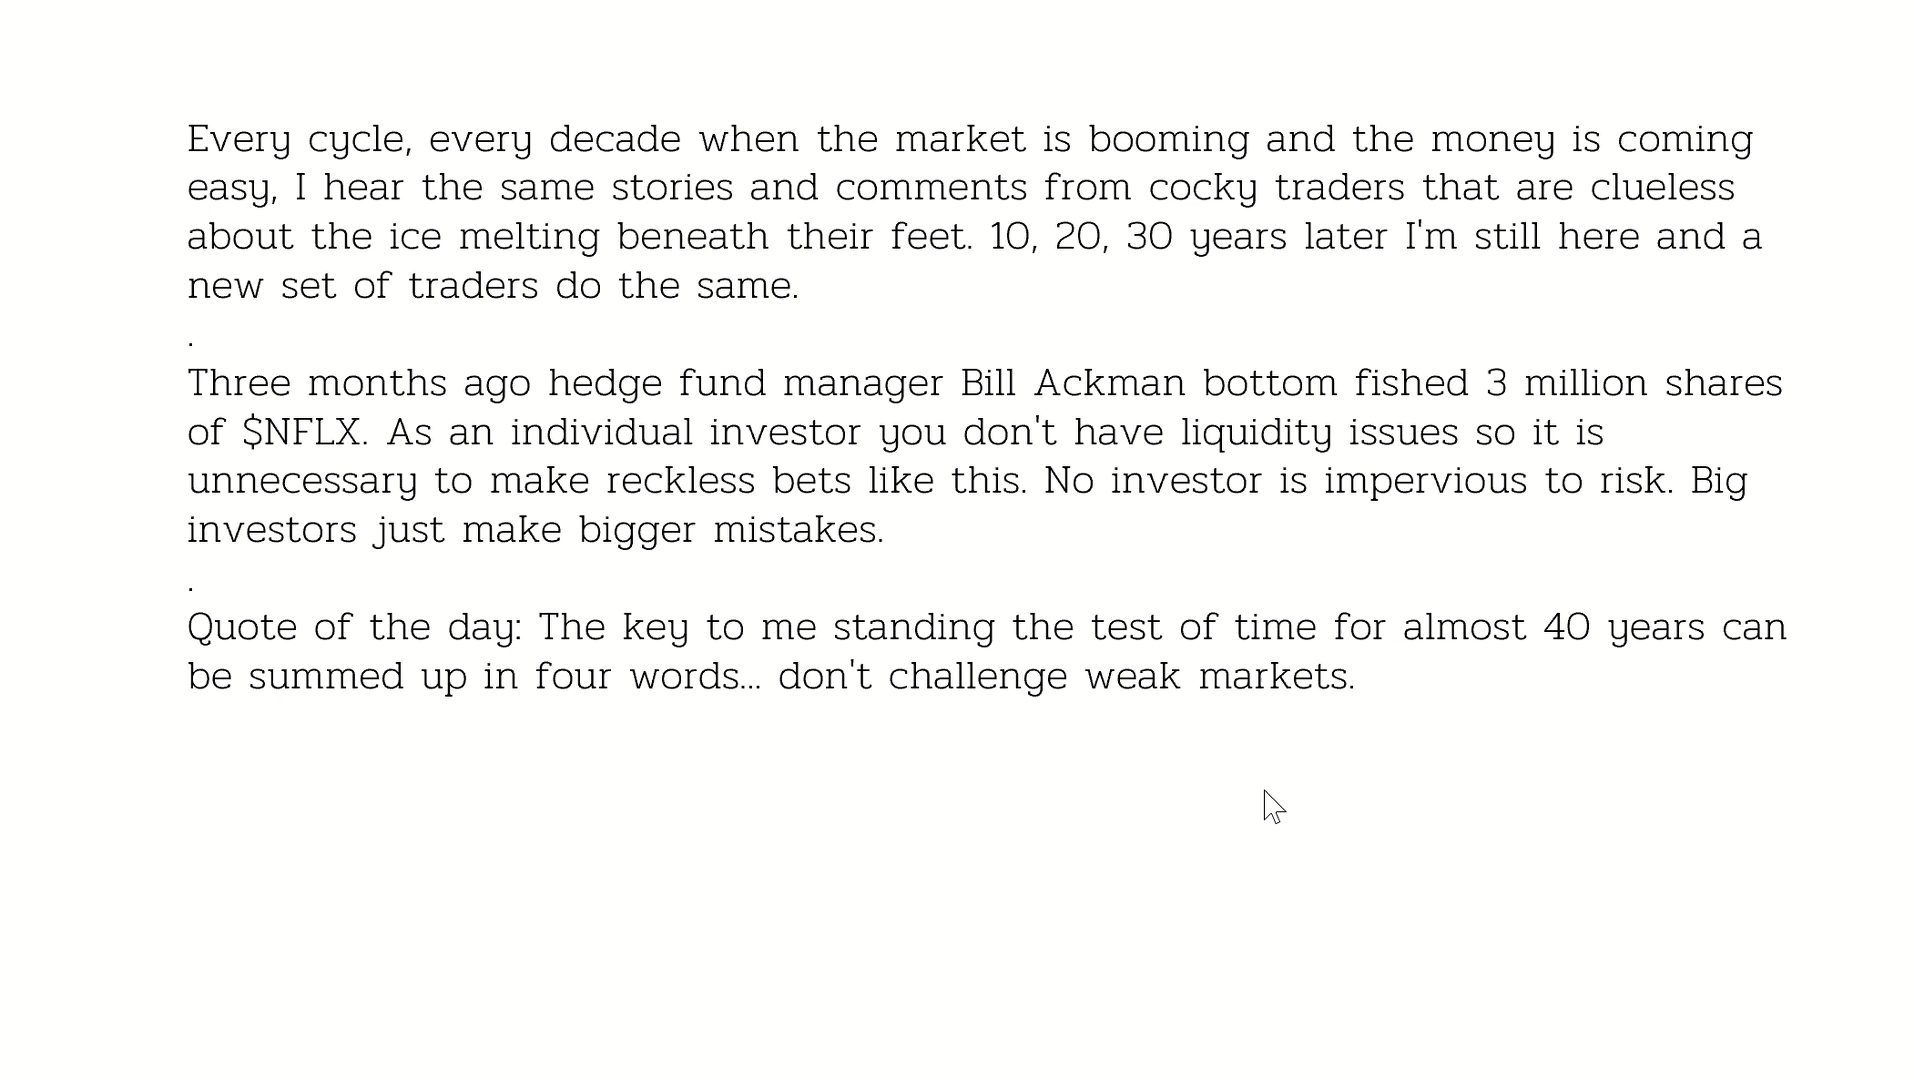 Every cycle, every decade when the market is booming and the money is coming
easy, I hear the same stories and comments from cocky traders that are clueless
about the ice melting beneath their feet. 10, 20, 30 years later I'm still here and a
new set of traders do the same.
.
Three months ago hedge fund manager Bill Ackman bottom fished 3 million shares
of $NFLX. As an individual investor you don't have liquidity issues so it is
unnecessary to make reckless bets like this. No investor is impervious to risk. Big
investors just make bigger mistakes.
.
Quote of the day: The key to me standing the test of time for almost 40 years can
be summed up in four words... don't challenge weak markets.